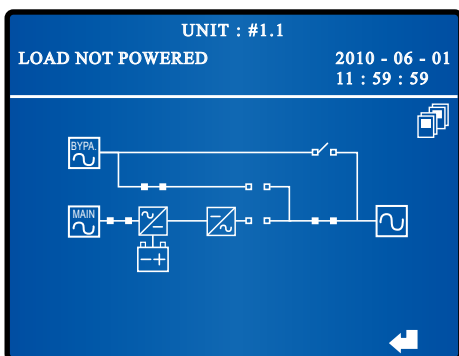 UNIT : #1.1
LOAD NOT POWERED
2010 - 06 - 01
11 : 59 : 59
BYPA.
MAIN